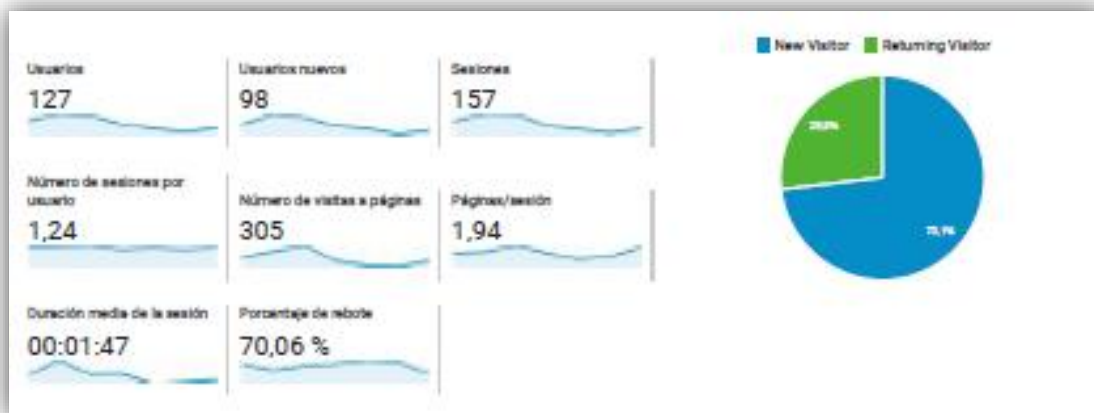 Usuarios
127
Usuarios nuevos
98
Sesiones
157
Número de sesiones por
usuario
1,24
Número de visitas a páginas
305
Páginas/sesión
1,94
Duración media de la sesión
00:01:47
Porcentaje de rebote
70,06 %
New Visitor
Returning Visitor